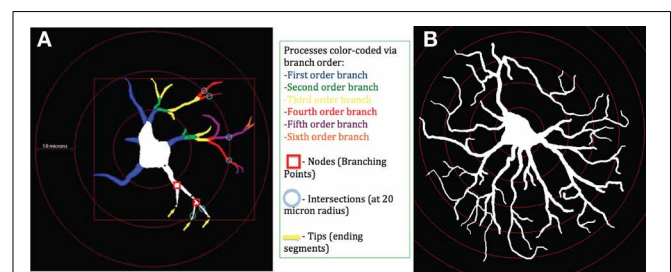 A
10 microns
Processes color-coded via
branch order:
-First order branch
-Second order branch
-Third order branch
-Fourth order branch
-Fifth order branch
-Sixth order branch
- Nodes (Branching
Points)
- Intersections (at 20
micron radius)
- Tips (ending
segments)
B